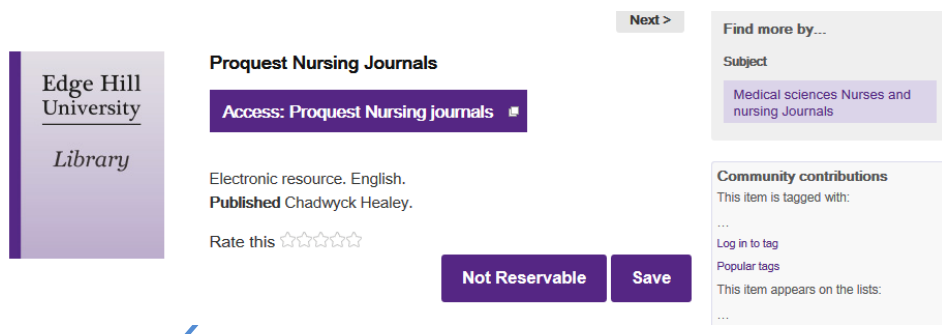 Next >
Edge Hill
University
Library
Proquest Nursing Journals
Access: Proquest Nursing journals
Electronic resource. English.
Published Chadwyck Healey.
Rate this
Not Reservable
Save
Find more by...
Subject
Medical sciences Nurses and
nursing Journals
Community contributions
This item is tagged with:
...
Log in to tag
Popular tags
This item appears on the lists:
...